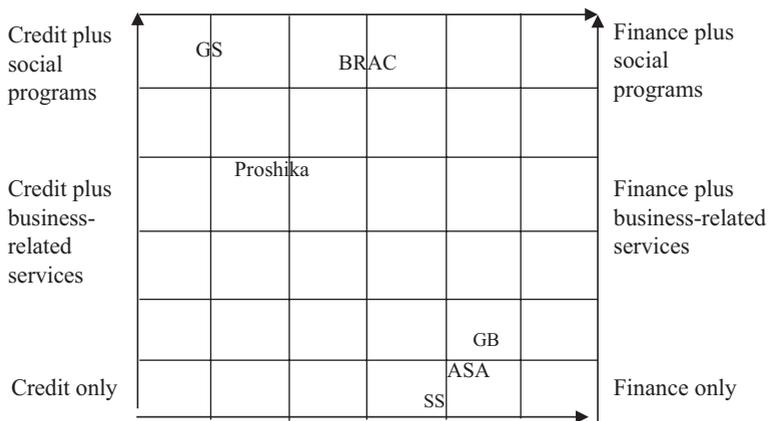 Credit plus
social
programs
GS
BRAC
Finance plus
social
programs
Proshika
Credit plus
business-
related
services
Finance plus
business-related
services
GB
ASA
SS
Credit only
Finance only